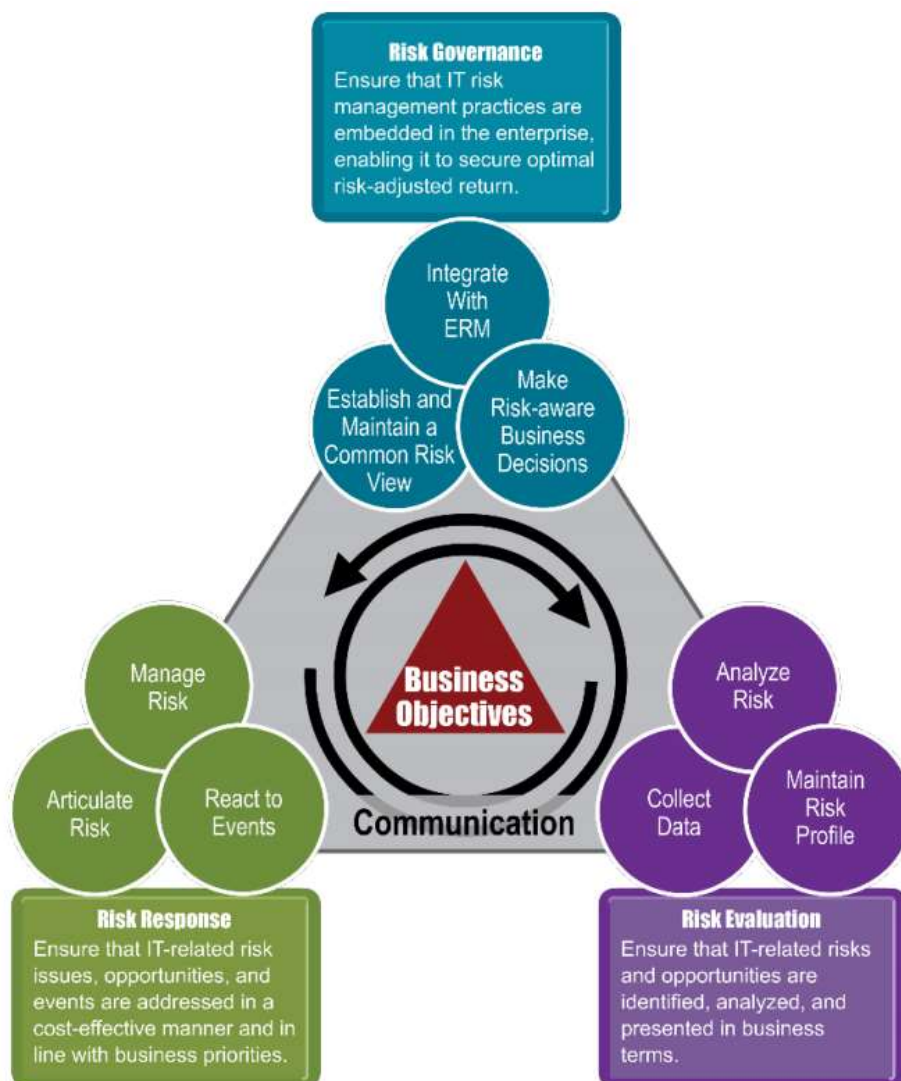 Risk Governance
Ensure that IT risk
management practices are
embedded in the enterprise,
enabling it to secure optimal
risk-adjusted return.
Integrate
With
ERM
Establish and
Maintain a
Common Risk
View
Make
Risk-aware
Business
Decisions
Business
Objectives
Communication
Manage
Risk
Articulate
Risk
React to
Events
Risk Response
Ensure that IT-related risk
issues, opportunities, and
events are addressed in a
cost-effective manner and in
line with business priorities.
Analyze
Risk
Collect
Data
Maintain
Risk
Profile
Risk Evaluation
Ensure that IT-related risks
and opportunities are
identified, analyzed, and
presented in business
terms.